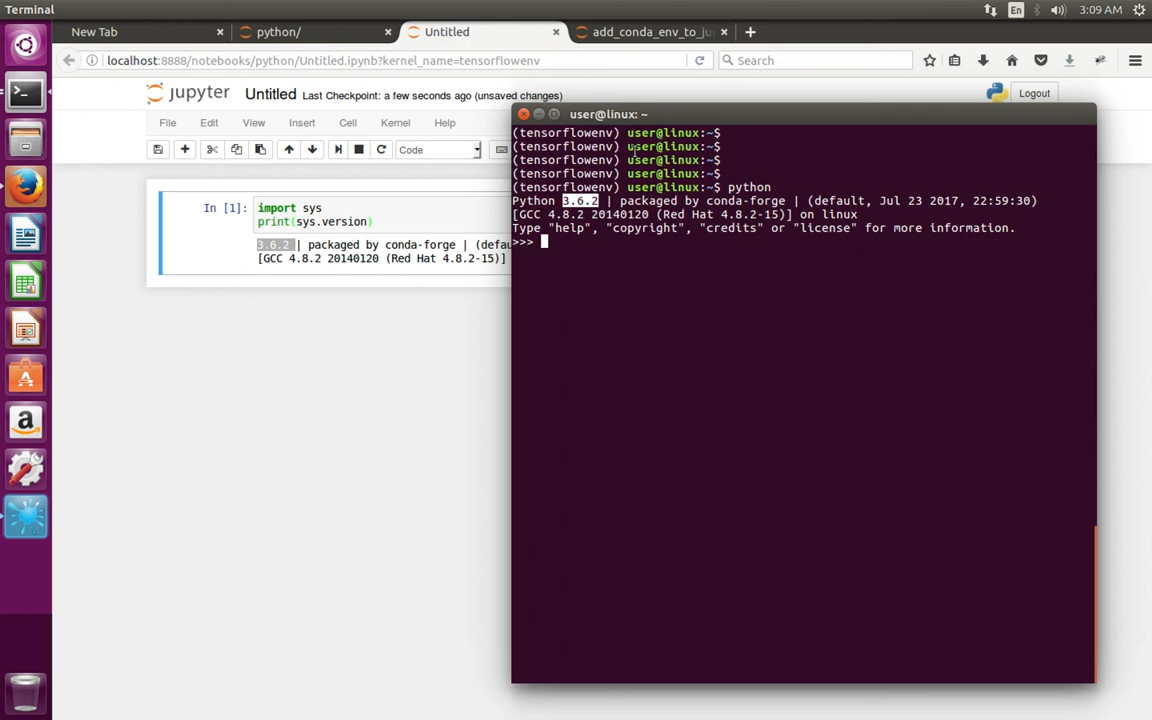 Terminal
En
3:09 AM
New Tab
python/
Untitled
add_conda_env_to_ju
localhost:8888/notebooks/python/Untitled.ipynb?kernel_name=tensorflowenv
Search
jupyter Untitled Last Checkpoint: a few seconds ago (unsaved changes)
Logout
File Edit View Insert Cell Kernel Help
Code
In [1]: import sys
print(sys.version)
3.6.2 | packaged by conda-forge | (defau
[GCC 4.8.2 20140120 (Red Hat 4.8.2-15)]
user@linux: ~
(tensorflowenv) user@linux:~$
(tensorflowenv) user@linux:~$
(tensorflowenv) user@linux:~$
(tensorflowenv) user@linux:~$
(tensorflowenv) user@linux:~$ python
Python 3.6.2 | packaged by conda-forge | (default, Jul 23 2017, 22:59:30)
[GCC 4.8.2 20140120 (Red Hat 4.8.2-15)] on linux
Type "help", "copyright", "credits" or "license" for more information.
>>>